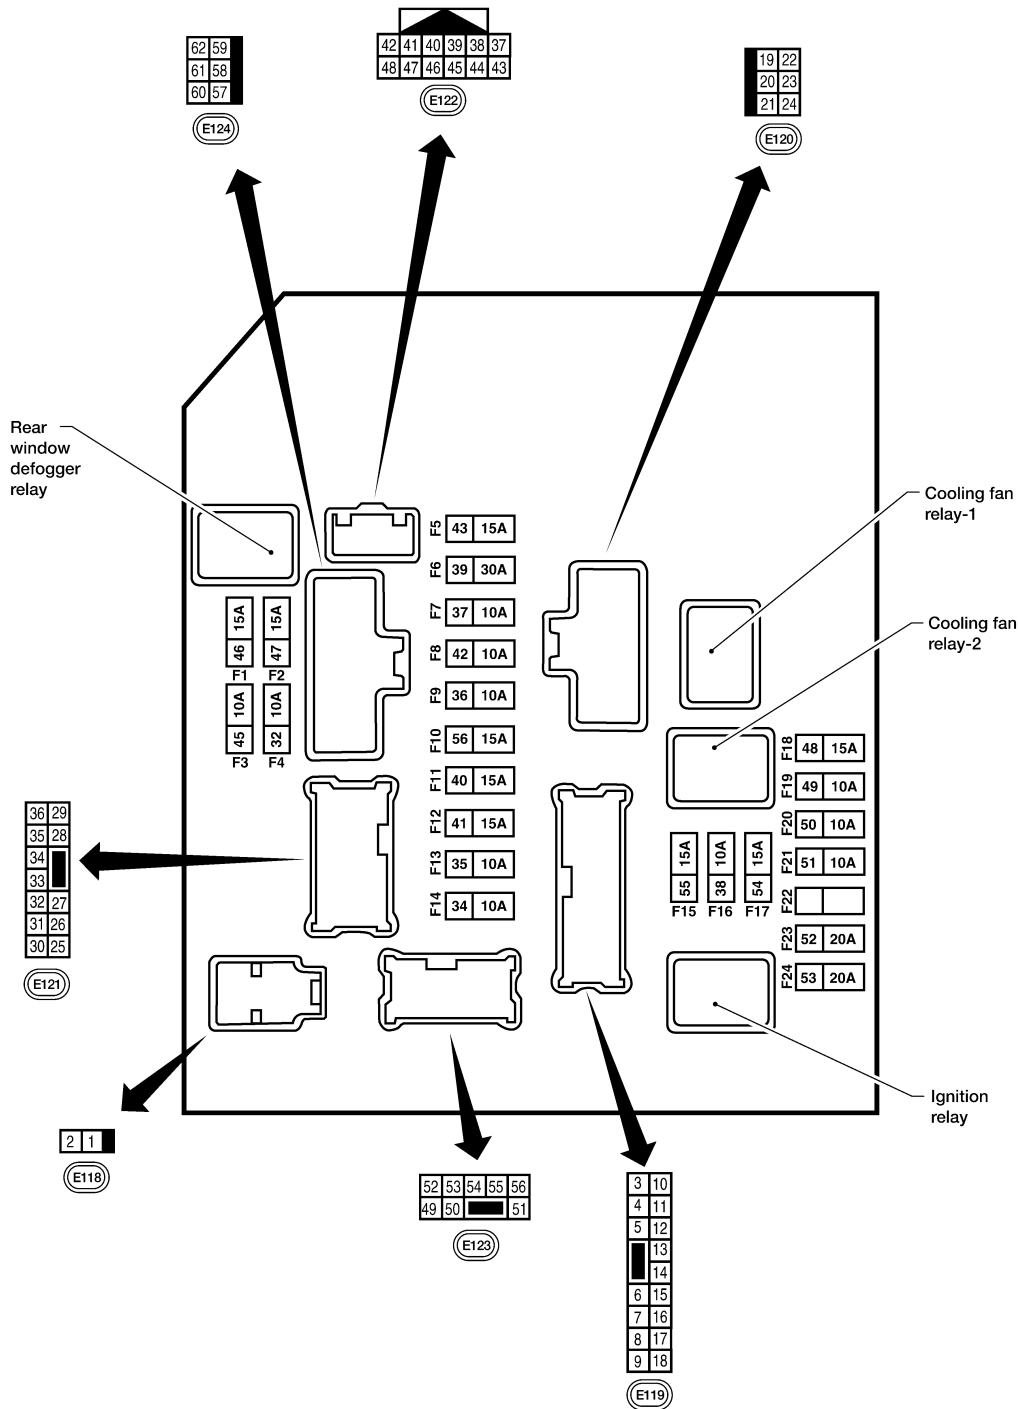 62 59
61 58
60 57
E124
42 41 40 39 38 37
48 47 46 45 44 43
E122
19 22
20 23
21 24
E120
Rear
window
defogger
relay
Cooling fan
relay-1
Cooling fan
relay-2
F5 43 15A
F6 39 30A
F7 37 10A
F8 42 10A
F9 36 10A
F10 56 15A
F11 40 15A
F12 41 15A
F13 35 10A
F14 34 10A
15A 15A
46 47
F1 F2
10A 10A
45 32
F3 F4
F18 48 15A
F19 49 10A
F20 50 10A
F21 51 10A
F22
F23 52 20A
F24 53 20A
15A 10A 15A
55 38 54
F15 F16 F17
36 29
35 28
34
33
32 27
31 26
30 25
E121
Ignition
relay
2 1
E118
52 53 54 55 56
49 50 51
E123
3 10
4 11
5 12
13
14
6 15
7 16
8 17
9 18
E119